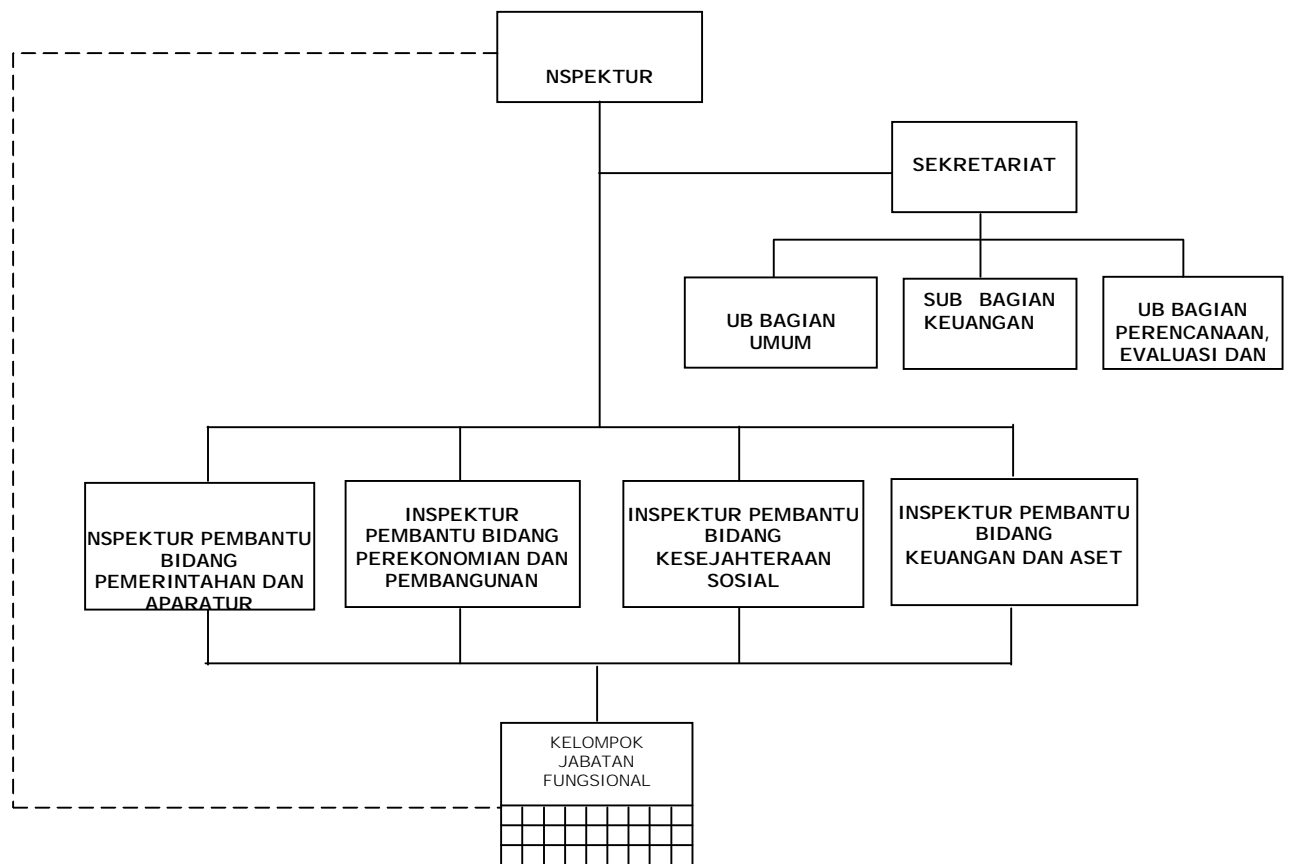 NSPEKTUR
SEKRETARIAT
UB BAGIAN
UMUM
SUB BAGIAN
KEUANGAN
UB BAGIAN
PERENCANAAN,
EVALUASI DAN
NSPEKTUR PEMBANTU
BIDANG
PEMERINTAHAN DAN
APARATUR
INSPEKTUR
PEMBANTU BIDANG
PEREKONOMIAN DAN
PEMBANGUNAN
INSPEKTUR PEMBANTU
BIDANG
KESEJAHTERAAN
SOSIAL
INSPEKTUR PEMBANTU
BIDANG
KEUANGAN DAN ASET
KELOMPOK
JABATAN
FUNGSIONAL